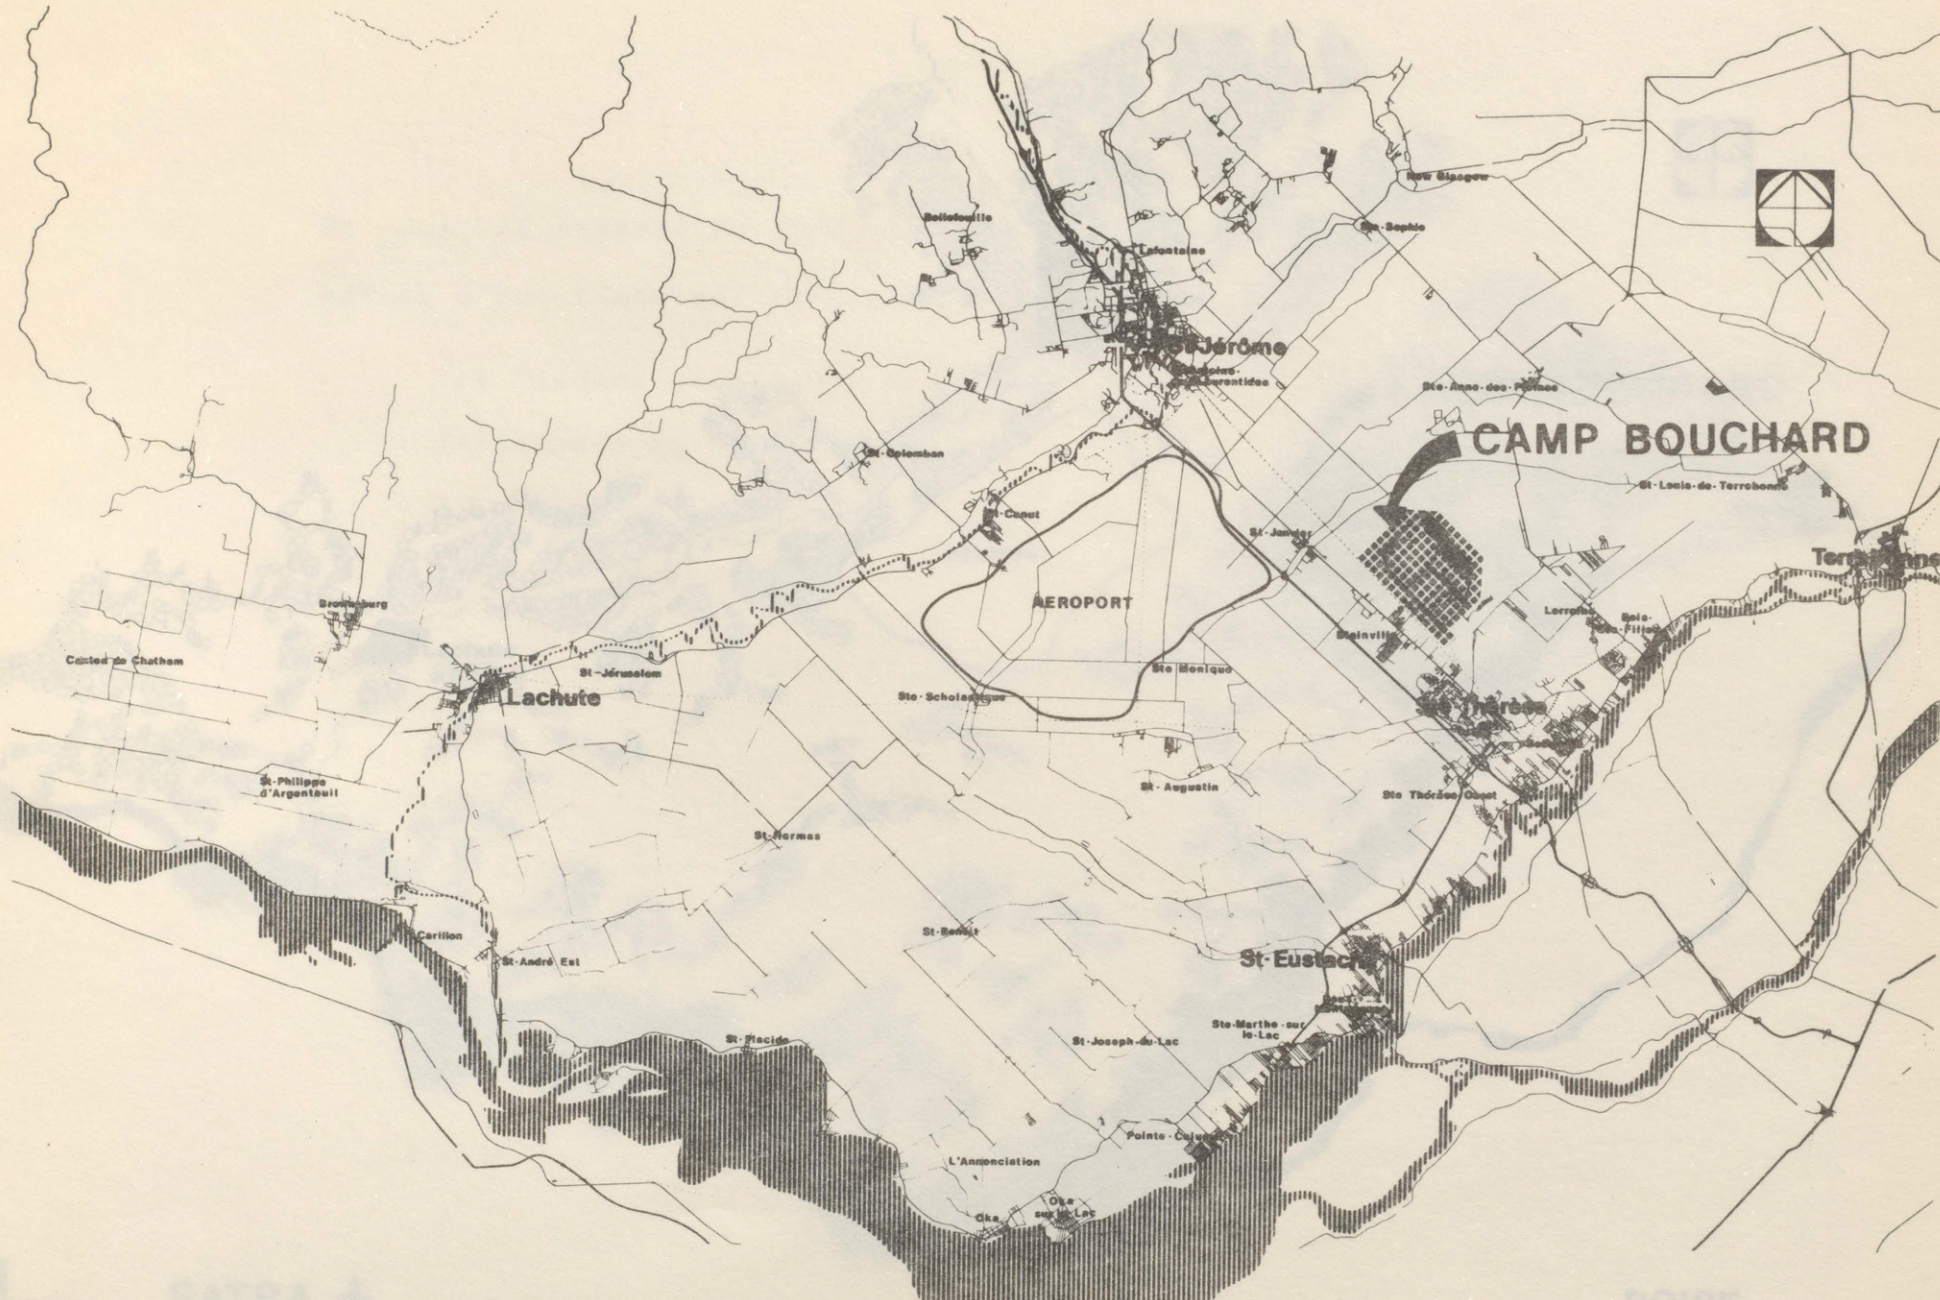 New Glasgow
Bellefeuille
Ste-Sophie
Lafontaine
St-Jérôme
Ste-Anne-des-Plaines
CAMP BOUCHARD
St-Colomban
St-Louis-de-Terrebonne
St-Canut
St-Janvier
Terrebonne
AEROPORT
Brownsburg
Lorraine
Bois-
des-Filion
Blainville
Canton de Chatham
St-Jérusalem
Ste Monique
Ste-Scholastique
Lachute
Ste-Thérèse
St-Philippe
d'Argenteuil
St-Augustin
Ste Thérèse-Ouest
St-Hermas
St-Benoit
Carillon
St-André Est
St-Eustache
Ste-Marthe-sur
le-Lac
St-Placide
St-Joseph-du-Lac
Pointe-Calumet
L'Annonciation
Oka
Oka
sur-le-Lac